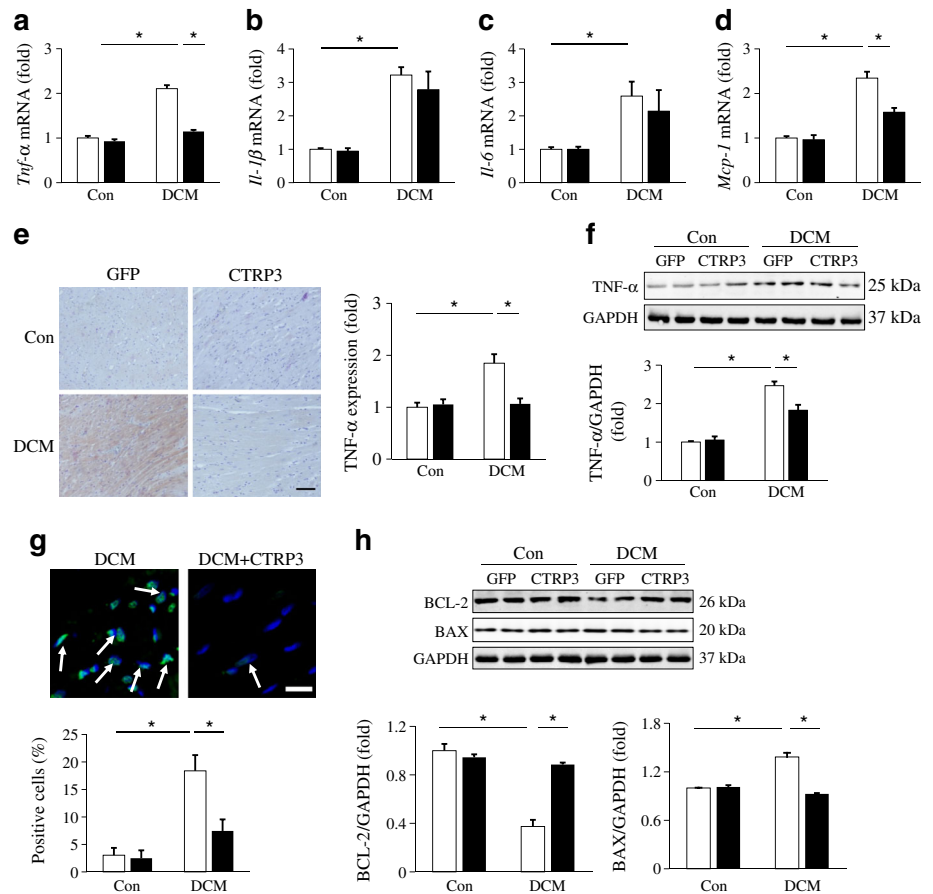 a
b
c
d
Tnf-α mRNA (fold)
3
2
1
0
*
*
Con
DCM
Il-1β mRNA (fold)
4
3
2
1
0
*
Con
DCM
Il-6 mRNA (fold)
4
3
2
1
0
*
Con
DCM
Mcp-1 mRNA (fold)
3
2
1
0
*
*
Con
DCM
e
GFP
CTRP3
Con
DCM
TNF-α expression (fold)
3
2
1
0
*
*
Con
DCM
f
Con
DCM
GFP
CTRP3
GFP
CTRP3
TNF-α
25 kDa
GAPDH
37 kDa
TNF-α/GAPDH
(fold)
3
2
1
0
*
*
Con
DCM
g
DCM
DCM+CTRP3
Positive cells (%)
25
20
15
10
5
0
*
*
Con
DCM
h
Con
DCM
GFP
CTRP3
GFP
CTRP3
BCL-2
26 kDa
BAX
20 kDa
GAPDH
37 kDa
BCL-2/GAPDH (fold)
1.2
0.8
0.4
0
*
*
Con
DCM
BAX/GAPDH (fold)
1.8
1.2
0.6
0
*
*
Con
DCM